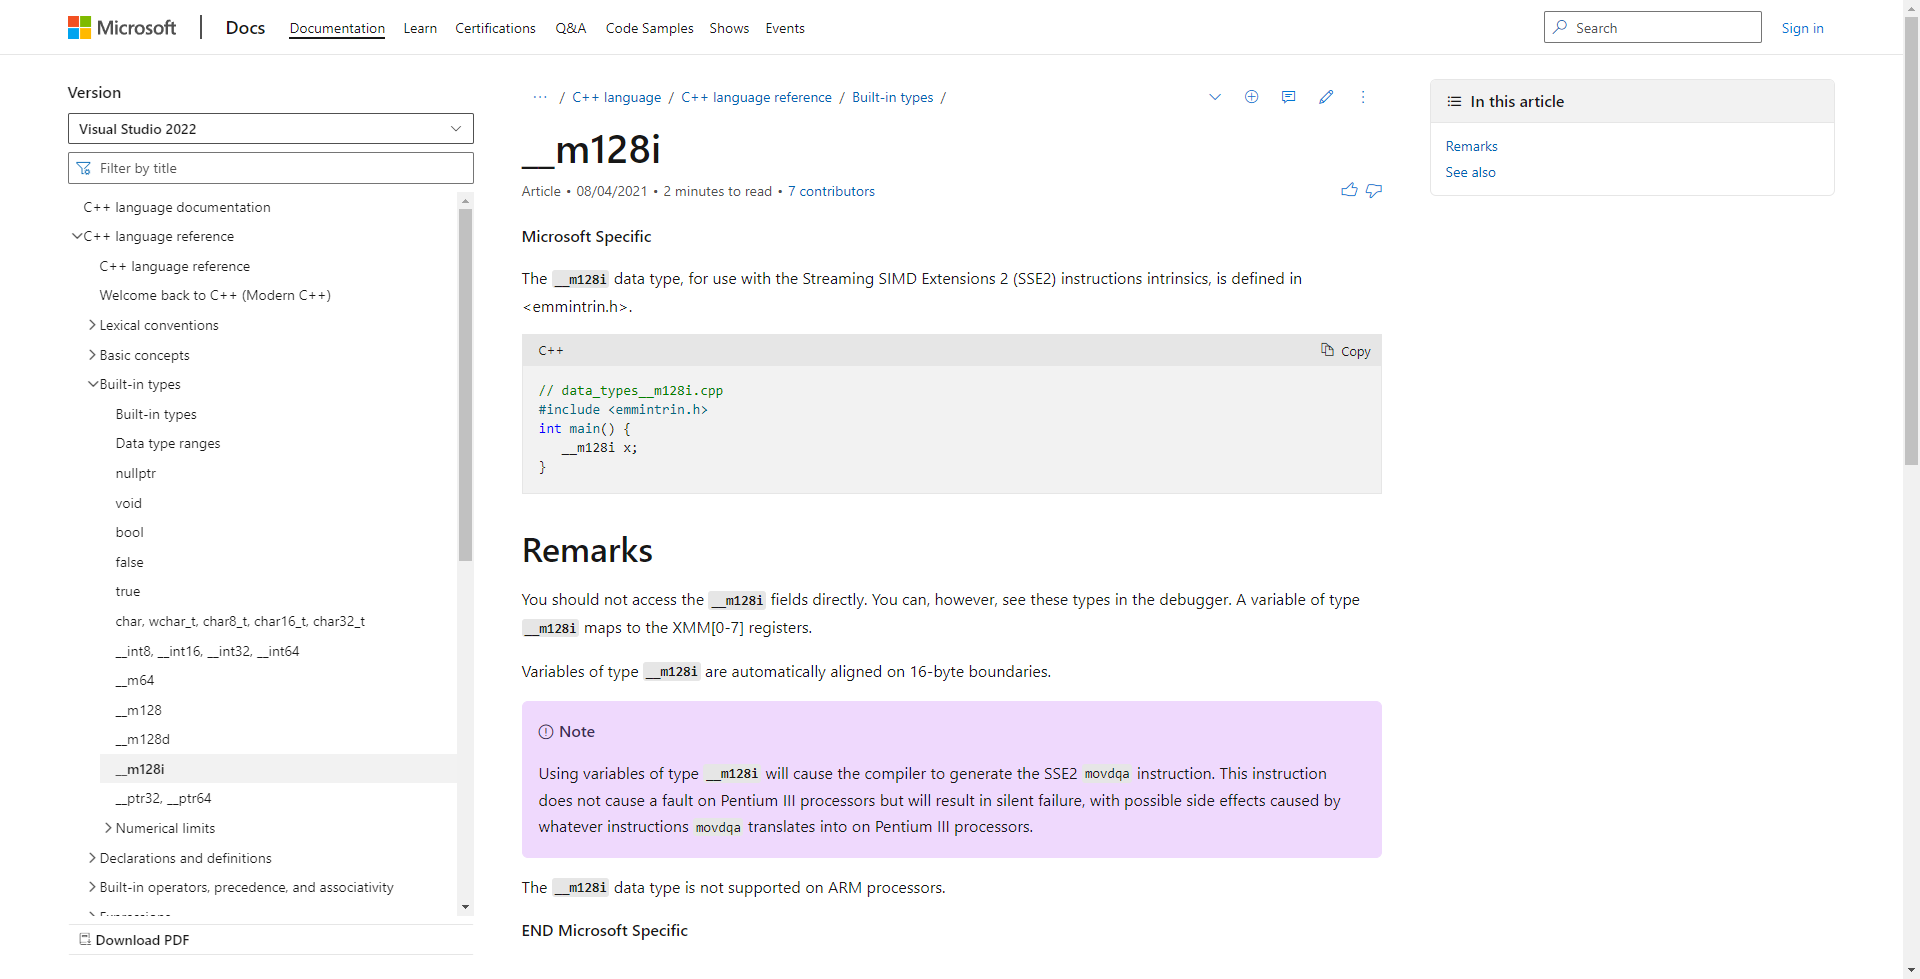 Microsoft
Docs
Documentation
Learn
Certifications
Q&A
Code Samples
Shows
Events
Search
Sign in
Version
Visual Studio 2022
Filter by title
C++ language documentation
C++ language reference
C++ language reference
Welcome back to C++ (Modern C++)
Lexical conventions
Basic concepts
Built-in types
Built-in types
Data type ranges
nullptr
void
bool
false
true
char, wchar_t, char8_t, char16_t, char32_t
__int8, __int16, __int32, __int64
__m64
__m128
__m128d
__m128i
__ptr32, __ptr64
Numerical limits
Declarations and definitions
Built-in operators, precedence, and associativity
Expressions
Download PDF
··· / C++ language / C++ language reference / Built-in types /
__m128i
Article • 08/04/2021 • 2 minutes to read • 7 contributors
Microsoft Specific
The __m128i data type, for use with the Streaming SIMD Extensions 2 (SSE2) instructions intrinsics, is defined in
<emmintrin.h>.
C++
Copy
// data_types__m128i.cpp
#include <emmintrin.h>
int main() {
   __m128i x;
}
Remarks
You should not access the __m128i fields directly. You can, however, see these types in the debugger. A variable of type
__m128i maps to the XMM[0-7] registers.
Variables of type __m128i are automatically aligned on 16-byte boundaries.
Note
Using variables of type __m128i will cause the compiler to generate the SSE2 movdqa instruction. This instruction
does not cause a fault on Pentium III processors but will result in silent failure, with possible side effects caused by
whatever instructions movdqa translates into on Pentium III processors.
The __m128i data type is not supported on ARM processors.
END Microsoft Specific
In this article
Remarks
See also